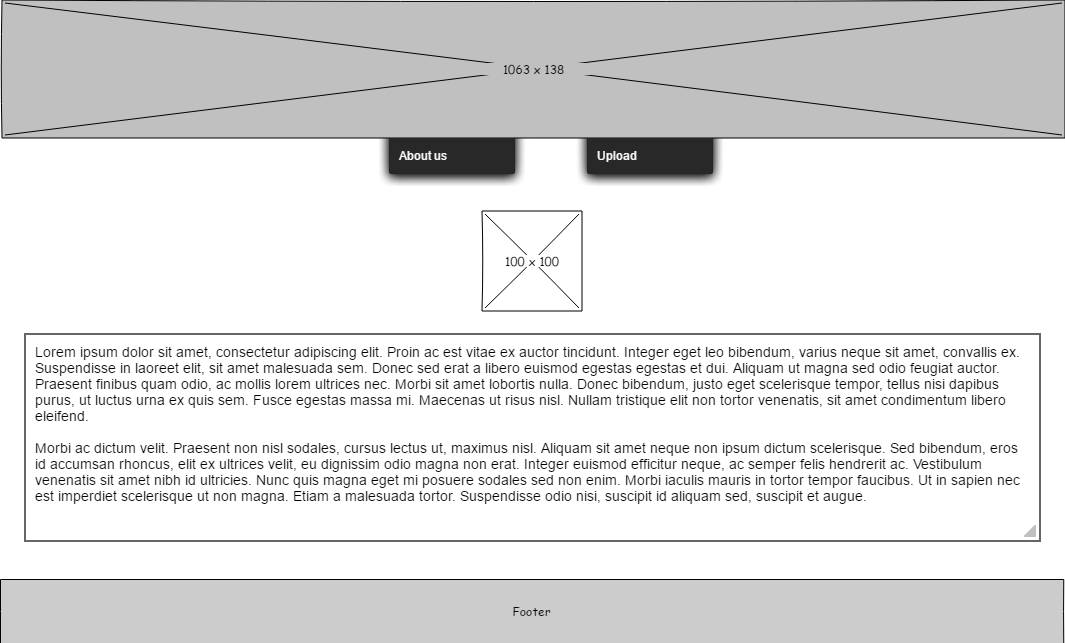 1063 x 138
About us
Upload
100 x 100
Lorem ipsum dolor sit amet, consectetur adipiscing elit. Proin ac est vitae ex auctor tincidunt. Integer eget leo bibendum, varius neque sit amet, convallis ex.
Suspendisse in laoreet elit, sit amet malesuada sem. Donec sed erat a libero euismod egestas egestas et dui. Aliquam ut magna sed odio feugiat auctor.
Praesent finibus quam odio, ac mollis lorem ultrices nec. Morbi sit amet lobortis nulla. Donec bibendum, justo eget scelerisque tempor, tellus nisi dapibus
purus, ut luctus urna ex quis sem. Fusce egestas massa mi. Maecenas ut risus nisl. Nullam tristique elit non tortor venenatis, sit amet condimentum libero
eleifend.
Morbi ac dictum velit. Praesent non nisl sodales, cursus lectus ut, maximus nisl. Aliquam sit amet neque non ipsum dictum scelerisque. Sed bibendum, eros
id accumsan rhoncus, elit ex ultrices velit, eu dignissim odio magna non erat. Integer euismod efficitur neque, ac semper felis hendrerit ac. Vestibulum
venenatis sit amet nibh id ultricies. Nunc quis magna eget mi posuere sodales sed non enim. Morbi iaculis mauris in tortor tempor faucibus. Ut in sapien nec
est imperdiet scelerisque ut non magna. Etiam a malesuada tortor. Suspendisse odio nisi, suscipit id aliquam sed, suscipit et augue.
Footer